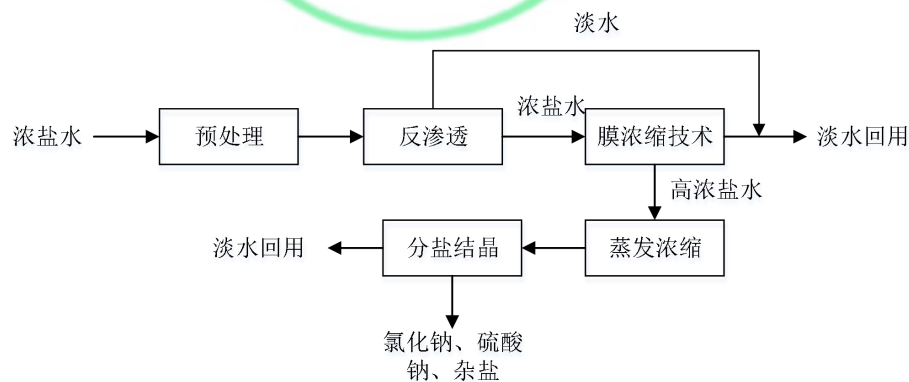 淡水
浓盐水
预处理
反渗透
浓盐水
膜浓缩技术
淡水回用
高浓盐水
淡水回用
分盐结晶
蒸发浓缩
氯化钠、硫酸
钠、杂盐